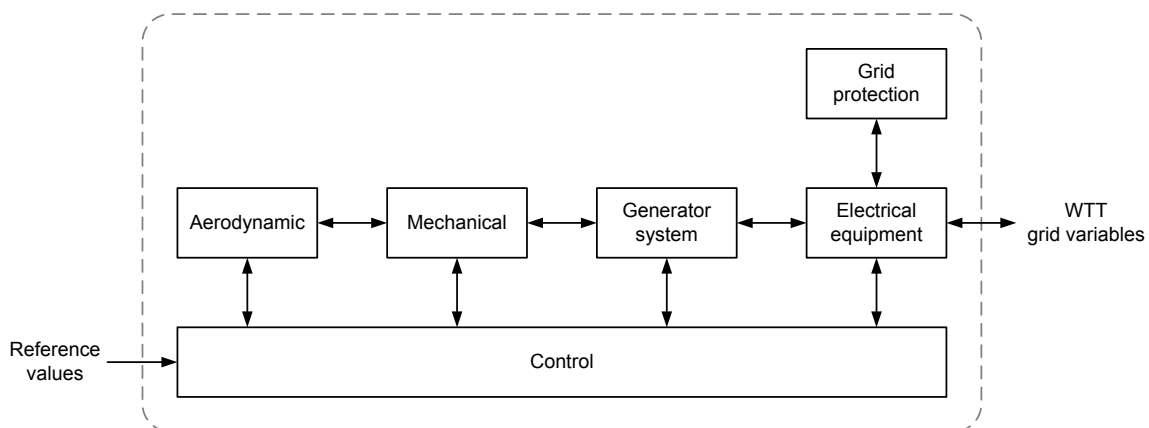 Grid
protection
Aerodynamic
Mechanical
Generator
system
Electrical
equipment
WTT
grid variables
Reference
values
Control